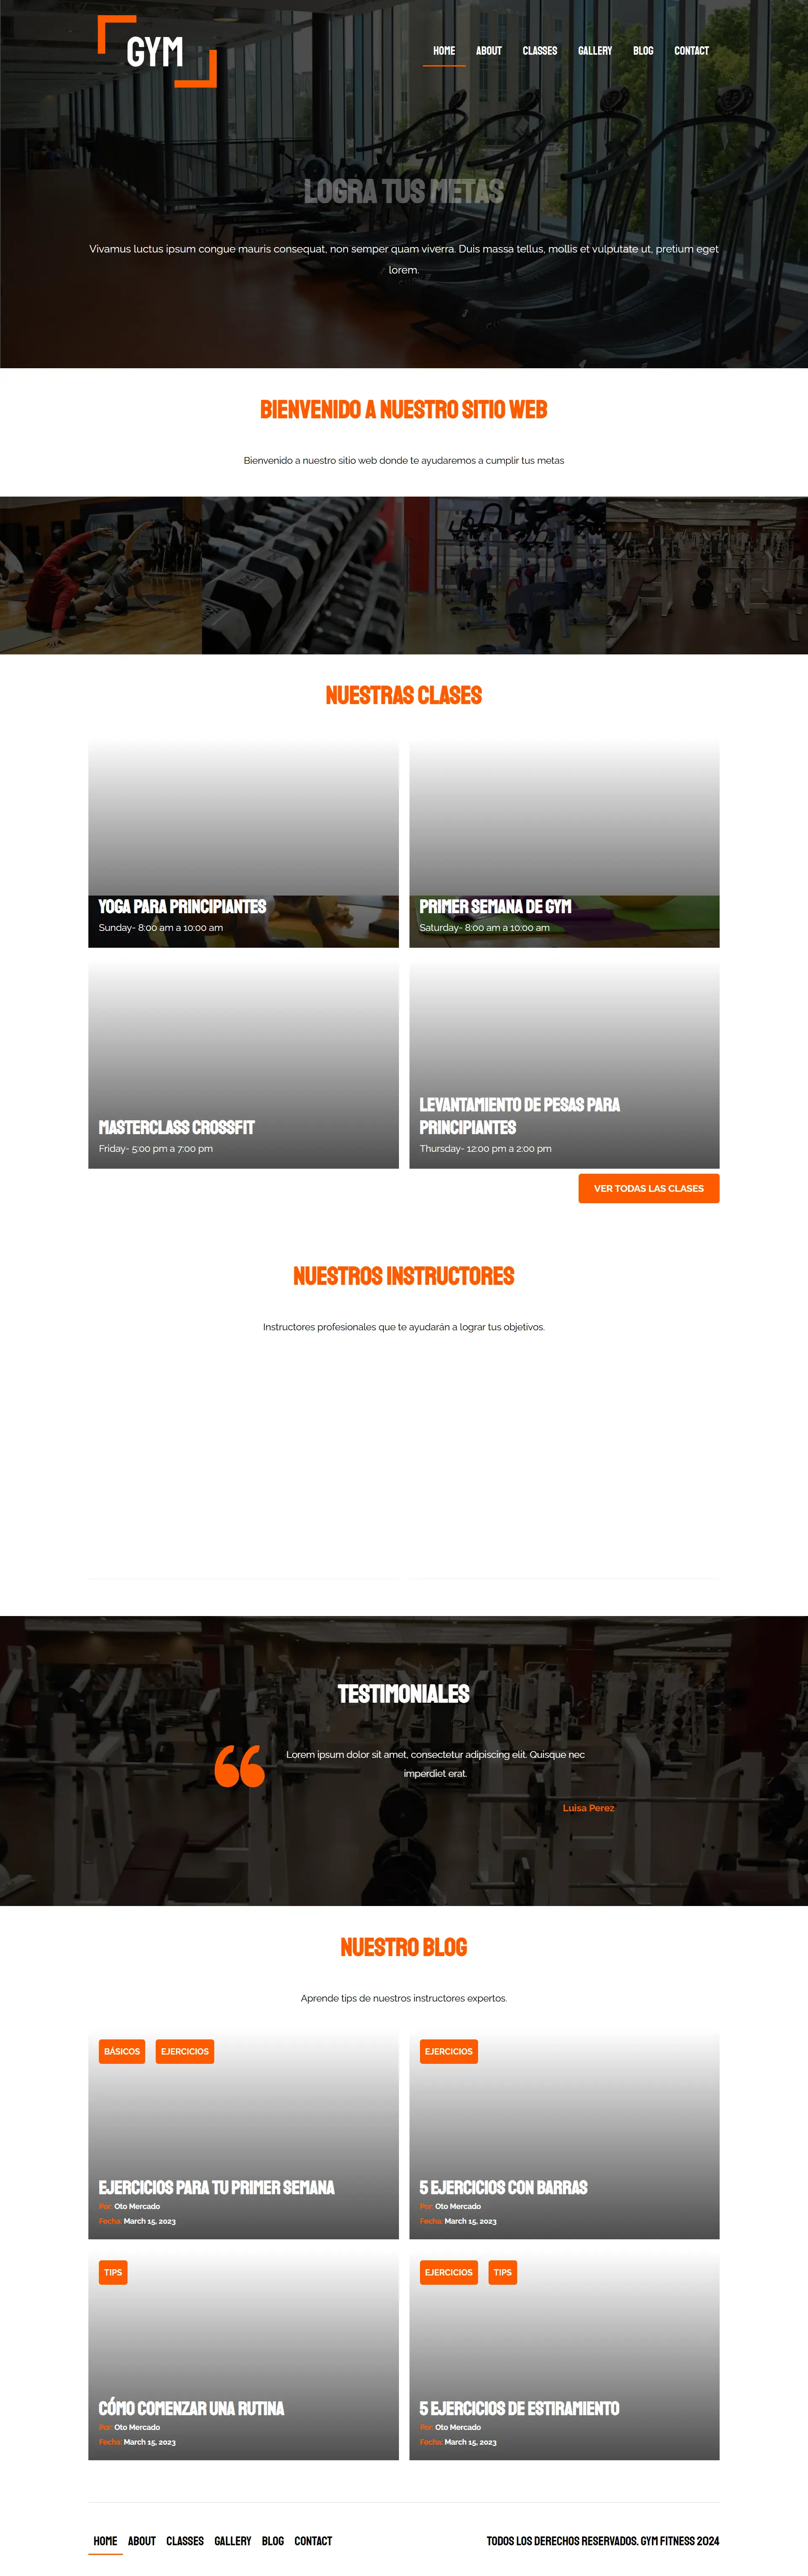 GYM
HOME ABOUT CLASSES GALLERY BLOG CONTACT
LOGRA TUS METAS
Vivamus luctus ipsum congue mauris consequat, non semper quam viverra. Duis massa tellus, mollis et vulputate ut, pretium eget
lorem.
BIENVENIDO A NUESTRO SITIO WEB
Bienvenido a nuestro sitio web donde te ayudaremos a cumplir tus metas
NUESTRAS CLASES
YOGA PARA PRINCIPIANTES
Sunday- 8:00 am a 10:00 am
PRIMER SEMANA DE GYM
Saturday- 8:00 am a 10:00 am
MASTERCLASS CROSSFIT
Friday- 5:00 pm a 7:00 pm
LEVANTAMIENTO DE PESAS PARA
PRINCIPIANTES
Thursday- 12:00 pm a 2:00 pm
VER TODAS LAS CLASES
NUESTROS INSTRUCTORES
Instructores profesionales que te ayudarán a lograr tus objetivos.
TESTIMONIALES
Lorem ipsum dolor sit amet, consectetur adipiscing elit. Quisque nec
imperdiet erat.
Luisa Perez
NUESTRO BLOG
Aprende tips de nuestros instructores expertos.
BÁSICOS EJERCICIOS
EJERCICIOS PARA TU PRIMER SEMANA
Por: Oto Mercado
Fecha: March 15, 2023
EJERCICIOS
5 EJERCICIOS CON BARRAS
Por: Oto Mercado
Fecha: March 15, 2023
TIPS
CÓMO COMENZAR UNA RUTINA
Por: Oto Mercado
Fecha: March 15, 2023
EJERCICIOS TIPS
5 EJERCICIOS DE ESTIRAMIENTO
Por: Oto Mercado
Fecha: March 15, 2023
HOME ABOUT CLASSES GALLERY BLOG CONTACT
TODOS LOS DERECHOS RESERVADOS. GYM FITNESS 2024